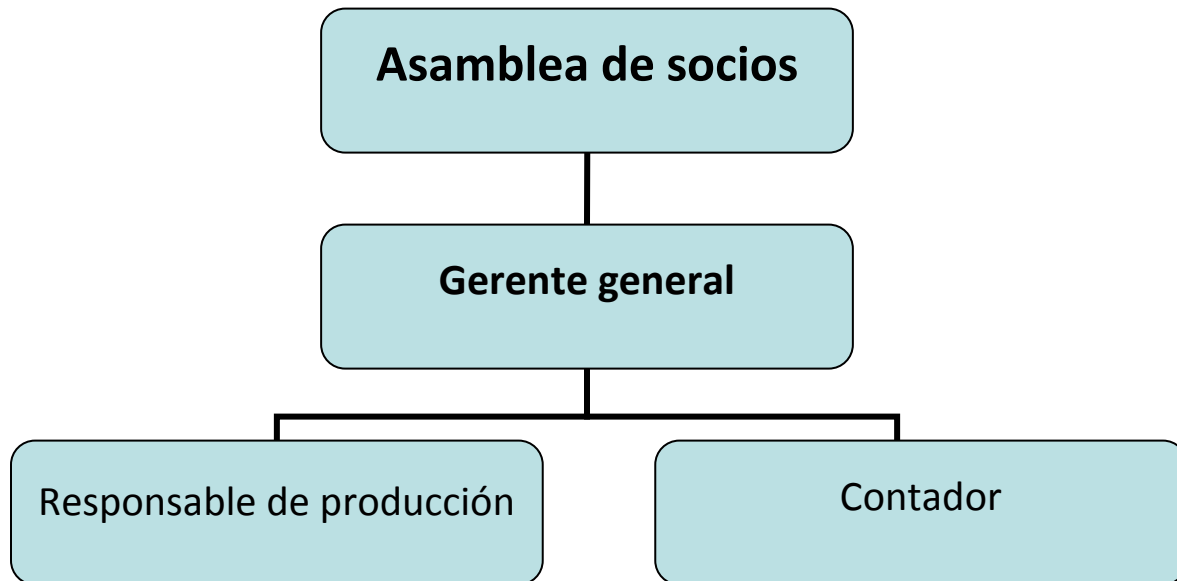 Asamblea de socios
Gerente general
Responsable de producción
Contador